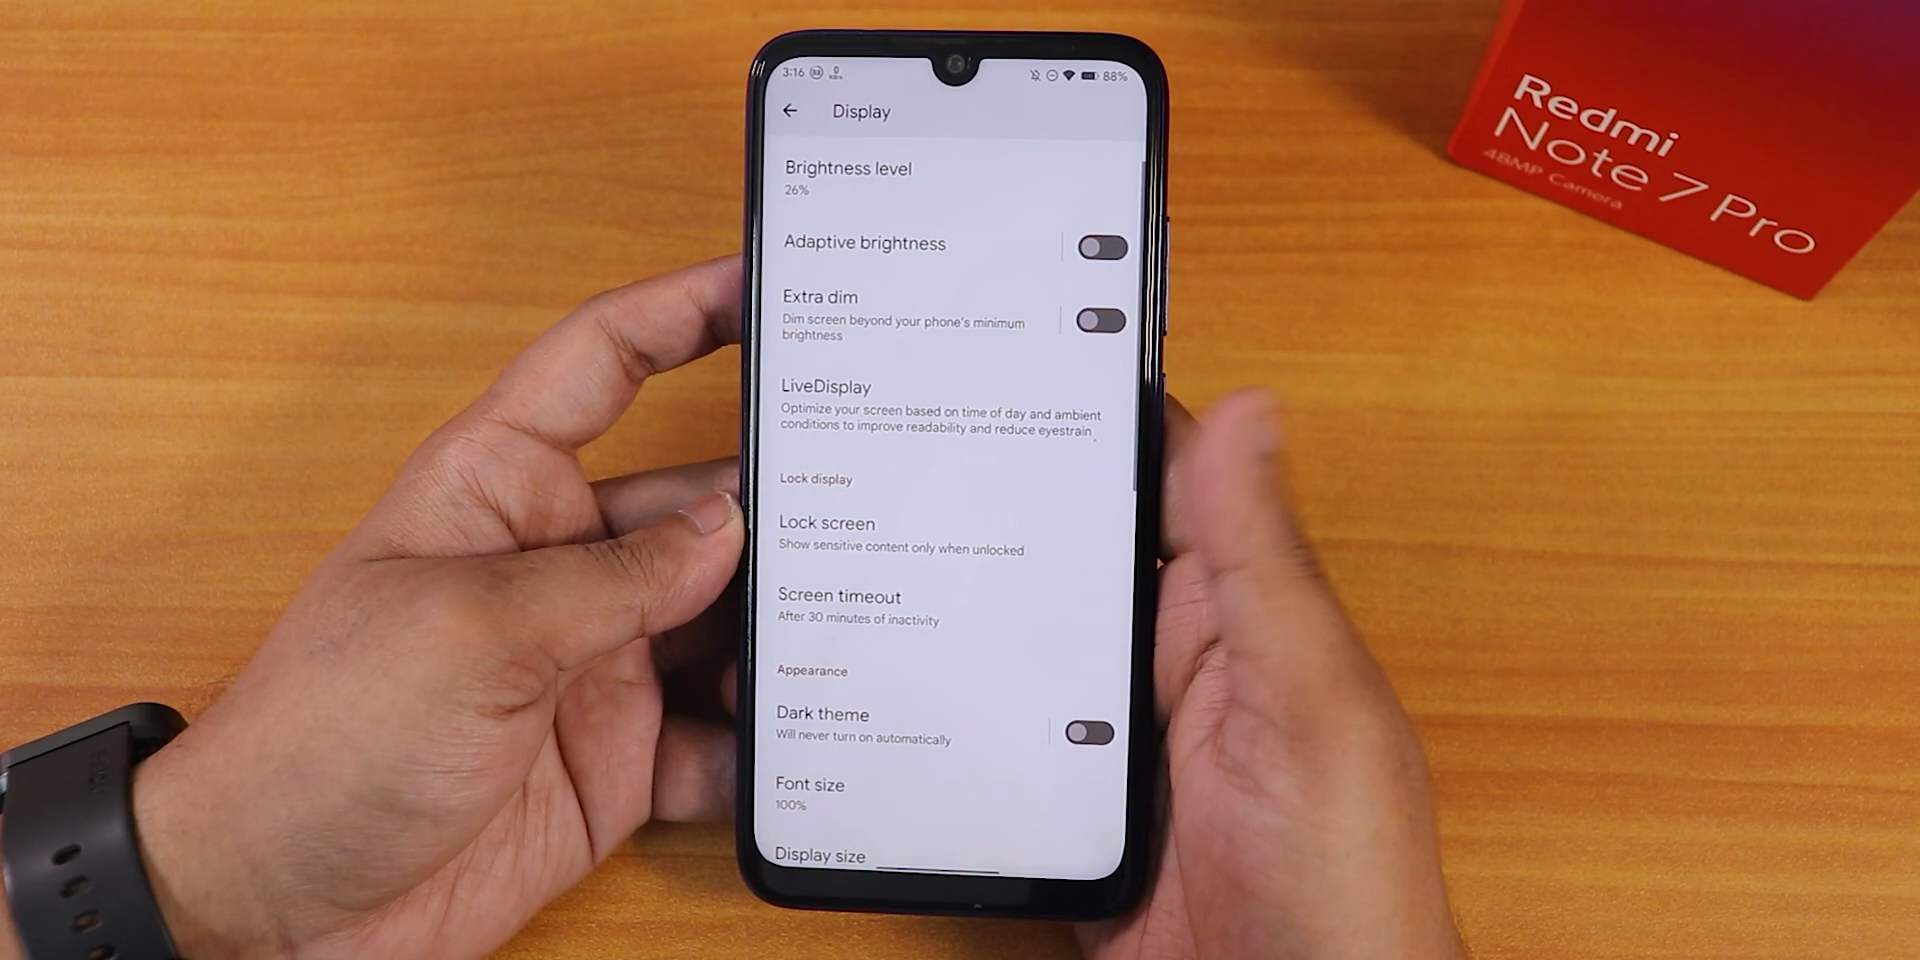 3:16
88%
Display
Brightness level
26%
Adaptive brightness
Extra dim
Dim screen beyond your phone's minimum
brightness
LiveDisplay
Optimize your screen based on time of day and ambient
conditions to improve readability and reduce eyestrain
Lock display
Lock screen
Show sensitive content only when unlocked
Screen timeout
After 30 minutes of inactivity
Appearance
Dark theme
Will never turn on automatically
Font size
100%
Display size
Redmi
Note 7 Pro
48MP Camera